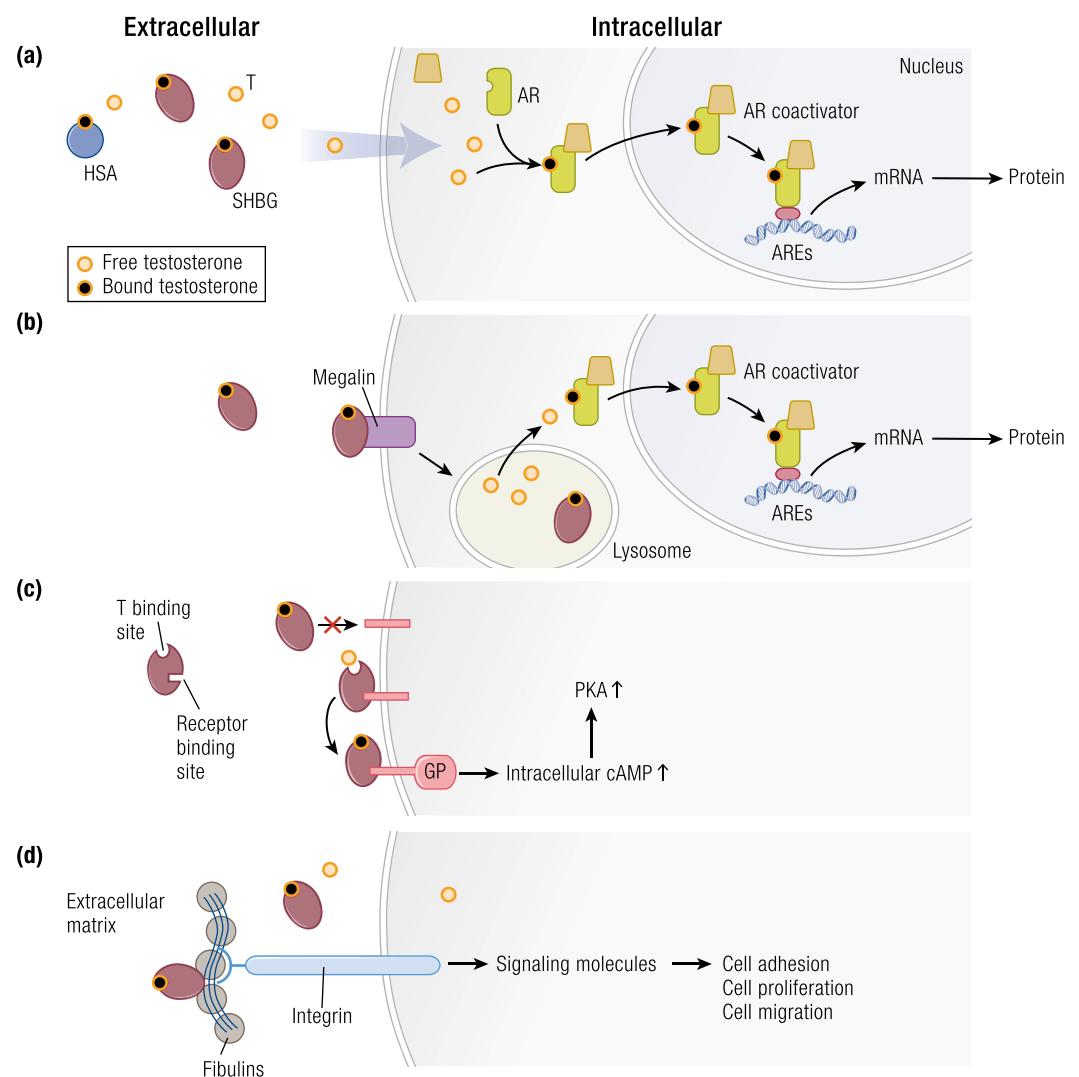 Extracellular
Intracellular
(a)
T
HSA
SHBG
AR
AR coactivator
Nucleus
mRNA
Protein
AREs
Free testosterone
Bound testosterone
(b)
Megalin
AR coactivator
mRNA
Protein
AREs
Lysosome
(c)
T binding
site
Receptor
binding
site
GP
Intracellular cAMP ↑
PKA ↑
(d)
Extracellular
matrix
Integrin
Fibulins
Signaling molecules
Cell adhesion
Cell proliferation
Cell migration